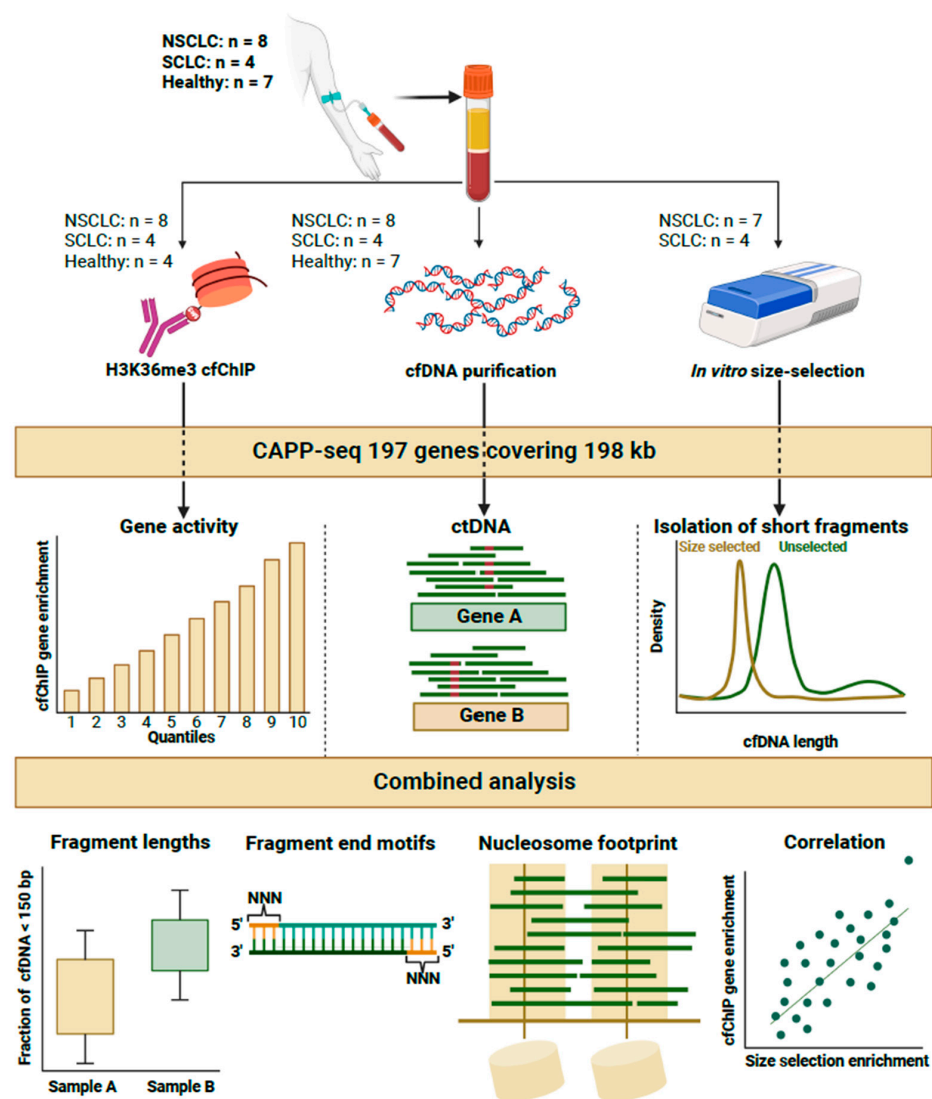 NSCLC: n = 8
SCLC: n = 4
Healthy: n = 7
NSCLC: n = 8
SCLC: n = 4
Healthy: n = 4
NSCLC: n = 8
SCLC: n = 4
Healthy: n = 7
NSCLC: n = 7
SCLC: n = 4
H3K36me3 cfChIP
cfDNA purification
In vitro size-selection
CAPP-seq 197 genes covering 198 kb
Gene activity
cfChIP gene enrichment
1 2 3 4 5 6 7 8 9 10
Quantiles
ctDNA
Gene A
Gene B
Isolation of short fragments
Size selected Unselected
Density
cfDNA length
Combined analysis
Fragment lengths
Fraction of cfDNA < 150 bp
Sample A Sample B
Fragment end motifs
NNN
5' 3'
3' 5'
NNN
Nucleosome footprint
Correlation
cfChIP gene enrichment
Size selection enrichment